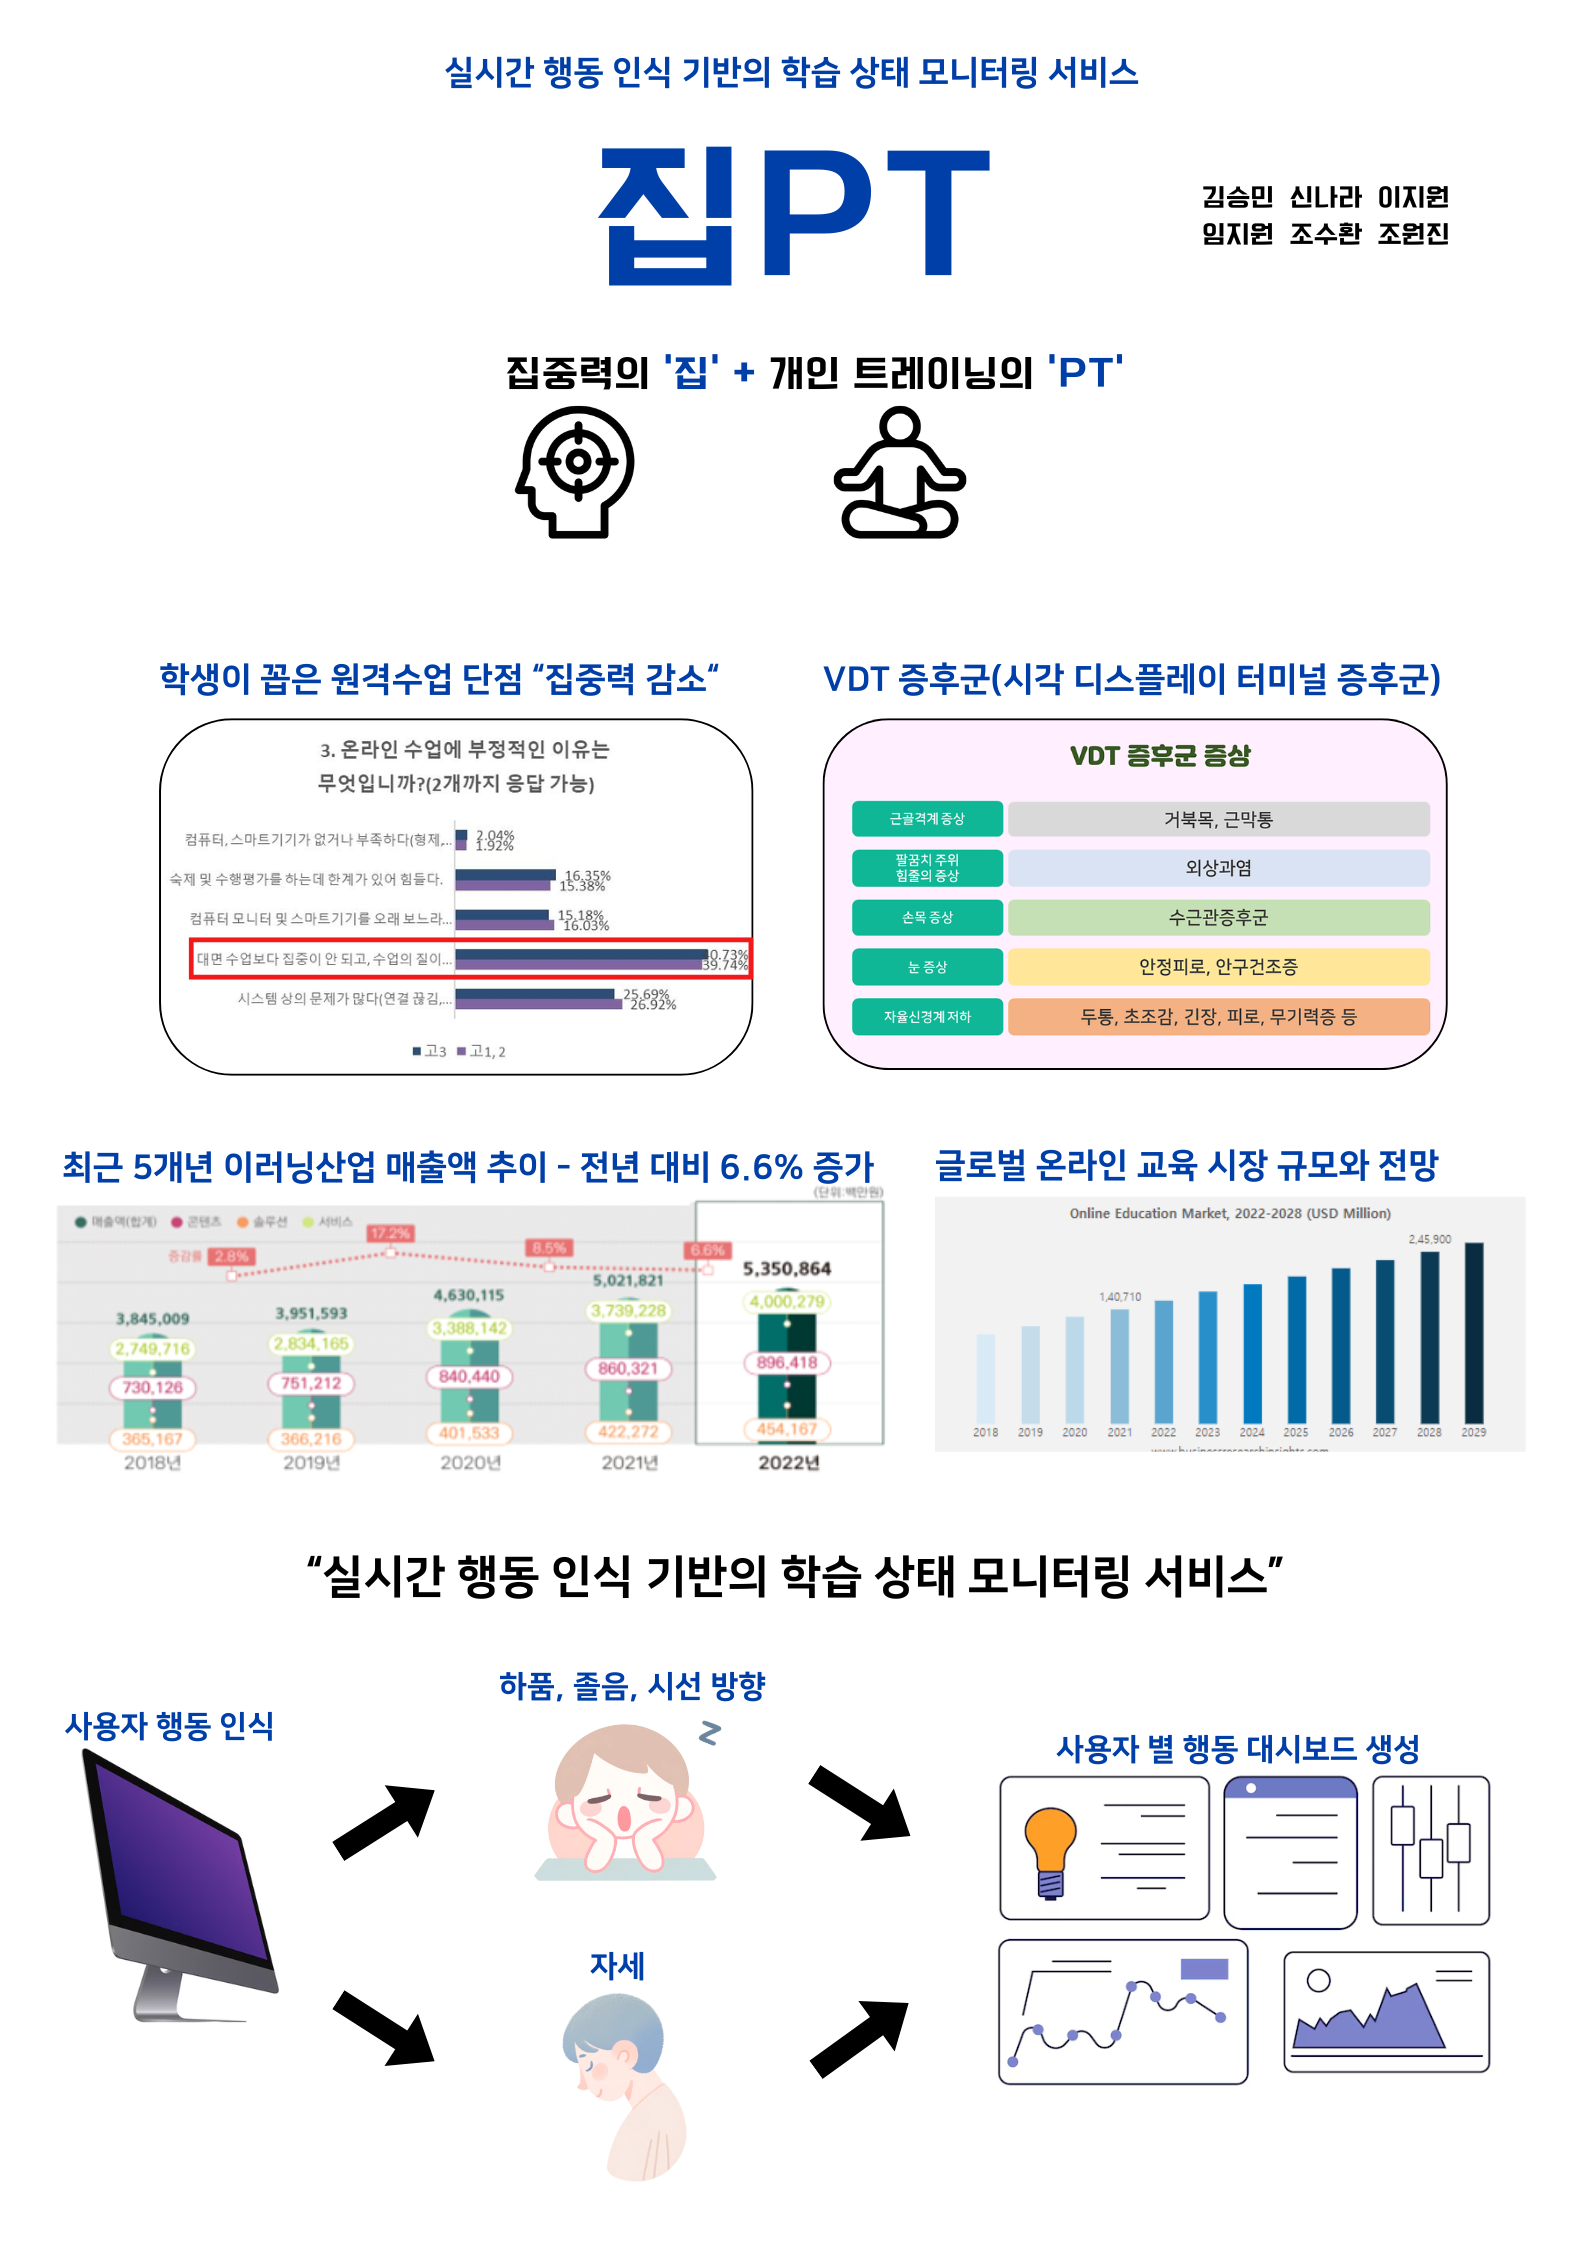 실시간 행동 인식 기반의 학습 상태 모니터링 서비스
집PT
김승민 신나라 이지원
임지원 조수환 조원진
집중력의 '집' + 개인 트레이닝의 'PT'
학생이 꼽은 원격수업 단점 “집중력 감소“
3. 온라인 수업에 부정적인 이유는
무엇입니까?(2개까지 응답 가능)
컴퓨터, 스마트기기가 없거나 부족하다(형제,...
2.04%
1.92%
숙제 및 수행평가를 하는데 한계가 있어 힘들다.
16.35%
15.38%
컴퓨터 모니터 및 스마트기기를 오래 보느라...
15.18%
16.03%
대면 수업보다 집중이 안 되고, 수업의 질이...
40.73%
39.74%
시스템 상의 문제가 많다(연결 끊김,...
25.69%
26.92%
고3 고1, 2
VDT 증후군(시각 디스플레이 터미널 증후군)
VDT 증후군 증상
근골격계 증상
거북목, 근막통
팔꿈치 주위
힘줄의 증상
외상과염
손목 증상
수근관증후군
눈 증상
안정피로, 안구건조증
자율신경계 저하
두통, 초조감, 긴장, 피로, 무기력증 등
최근 5개년 이러닝산업 매출액 추이 - 전년 대비 6.6% 증가
(단위:백만원)
매출액(합계) 콘텐츠 솔루션 서비스
증감률 2.8% 17.2% 8.5% 6.6%
3,845,009 3,951,593 4,630,115 5,021,821 5,350,864
2,749,716 2,834,165 3,388,142 3,739,228 4,000,279
730,126 751,212 840,440 860,321 896,418
365,167 366,216 401,533 422,272 454,167
2018년 2019년 2020년 2021년 2022년
글로벌 온라인 교육 시장 규모와 전망
Online Education Market, 2022-2028 (USD Million)
1,40,710
2,45,900
2018 2019 2020 2021 2022 2023 2024 2025 2026 2027 2028 2029
www.businessresearchinsights.com
“실시간 행동 인식 기반의 학습 상태 모니터링 서비스”
사용자 행동 인식
하품, 졸음, 시선 방향
자세
사용자 별 행동 대시보드 생성